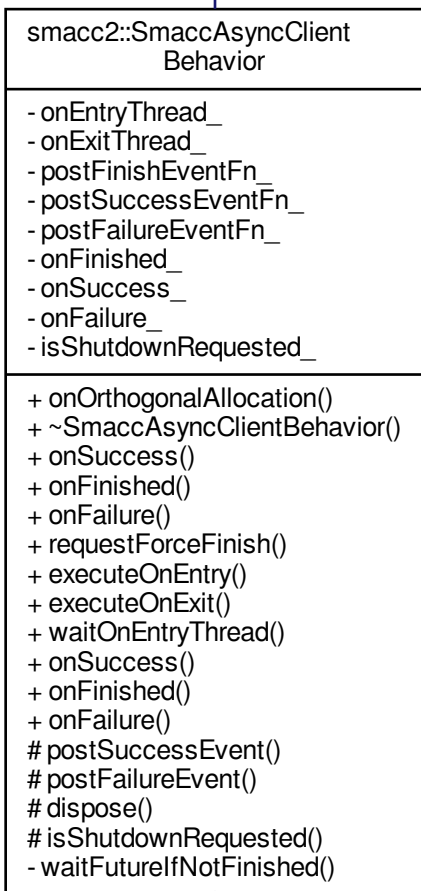 smacc2::SmaccAsyncClient
Behavior
- onEntryThread_
- onExitThread_
- postFinishEventFn_
- postSuccessEventFn_
- postFailureEventFn_
- onFinished_
- onSuccess_
- onFailure_
- isShutdownRequested_
+ onOrthogonalAllocation()
+ ~SmaccAsyncClientBehavior()
+ onSuccess()
+ onFinished()
+ onFailure()
+ requestForceFinish()
+ executeOnEntry()
+ executeOnExit()
+ waitOnEntryThread()
+ onSuccess()
+ onFinished()
+ onFailure()
# postSuccessEvent()
# postFailureEvent()
# dispose()
# isShutdownRequested()
- waitFutureIfNotFinished()